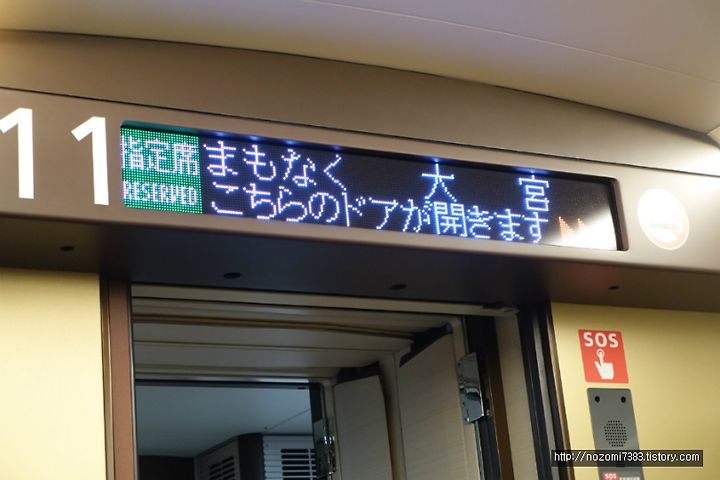 11
指定席
RESERVED
まもなく 大宮
こちらのドアが開きます
SOS
SOS
http://nozomi7383.tistory.com